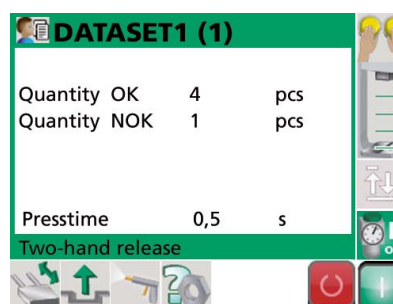 DATASET1 (1)
Quantity OK 4 pcs
Quantity NOK 1 pcs
Presstime 0,5 s
Two-hand release